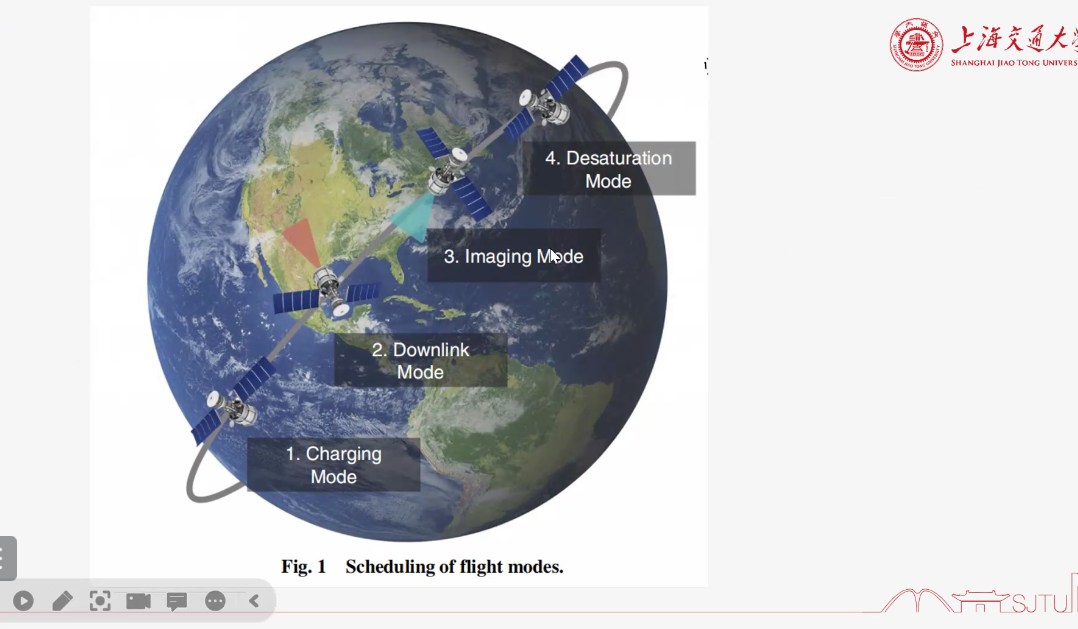 上海交通大学
SHANGHAI JIAO TONG UNIVERS
4. Desaturation
Mode
3. Imaging Mode
2. Downlink
Mode
1. Charging
Mode
Fig. 1 Scheduling of flight modes.
SJTU